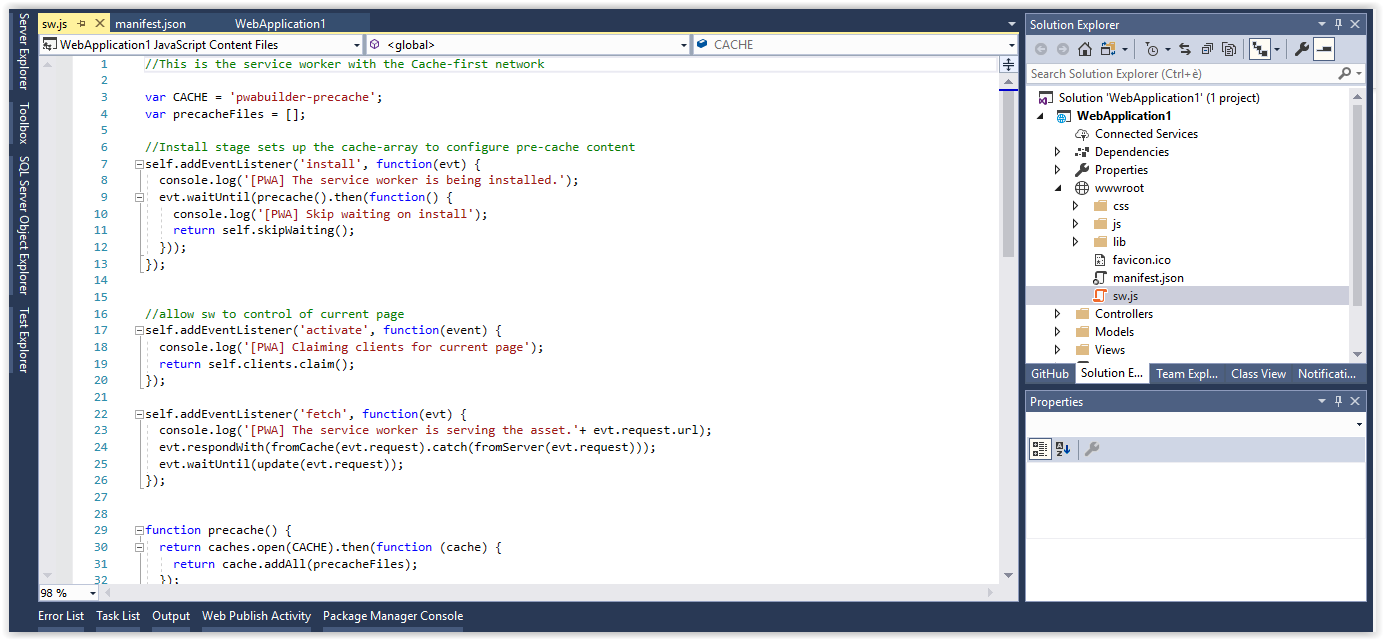 Server Explorer
Toolbox
SQL Server Object Explorer
Test Explorer
sw.js
manifest.json
WebApplication1
WebApplication1 JavaScript Content Files
<global>
CACHE
1 //This is the service worker with the Cache-first network
2
3 var CACHE = 'pwabuilder-precache';
4 var precacheFiles = [];
5
6 //Install stage sets up the cache-array to configure pre-cache content
7 self.addEventListener('install', function(evt) {
8 console.log('[PWA] The service worker is being installed.');
9 evt.waitUntil(precache().then(function() {
10 console.log('[PWA] Skip waiting on install');
11 return self.skipWaiting();
12 }));
13 });
14
15
16 //allow sw to control of current page
17 self.addEventListener('activate', function(event) {
18 console.log('[PWA] Claiming clients for current page');
19 return self.clients.claim();
20 });
21
22 self.addEventListener('fetch', function(evt) {
23 console.log('[PWA] The service worker is serving the asset.'+ evt.request.url);
24 evt.respondWith(fromCache(evt.request).catch(fromServer(evt.request)));
25 evt.waitUntil(update(evt.request));
26 });
27
28
29 function precache() {
30 return caches.open(CACHE).then(function (cache) {
31 return cache.addAll(precacheFiles);
32 });
98 %
Error List
Task List
Output
Web Publish Activity
Package Manager Console
Solution Explorer
Search Solution Explorer (Ctrl+è)
Solution 'WebApplication1' (1 project)
WebApplication1
Connected Services
Dependencies
Properties
wwwroot
css
js
lib
favicon.ico
manifest.json
sw.js
Controllers
Models
Views
GitHub
Solution E...
Team Expl...
Class View
Notificati...
Properties